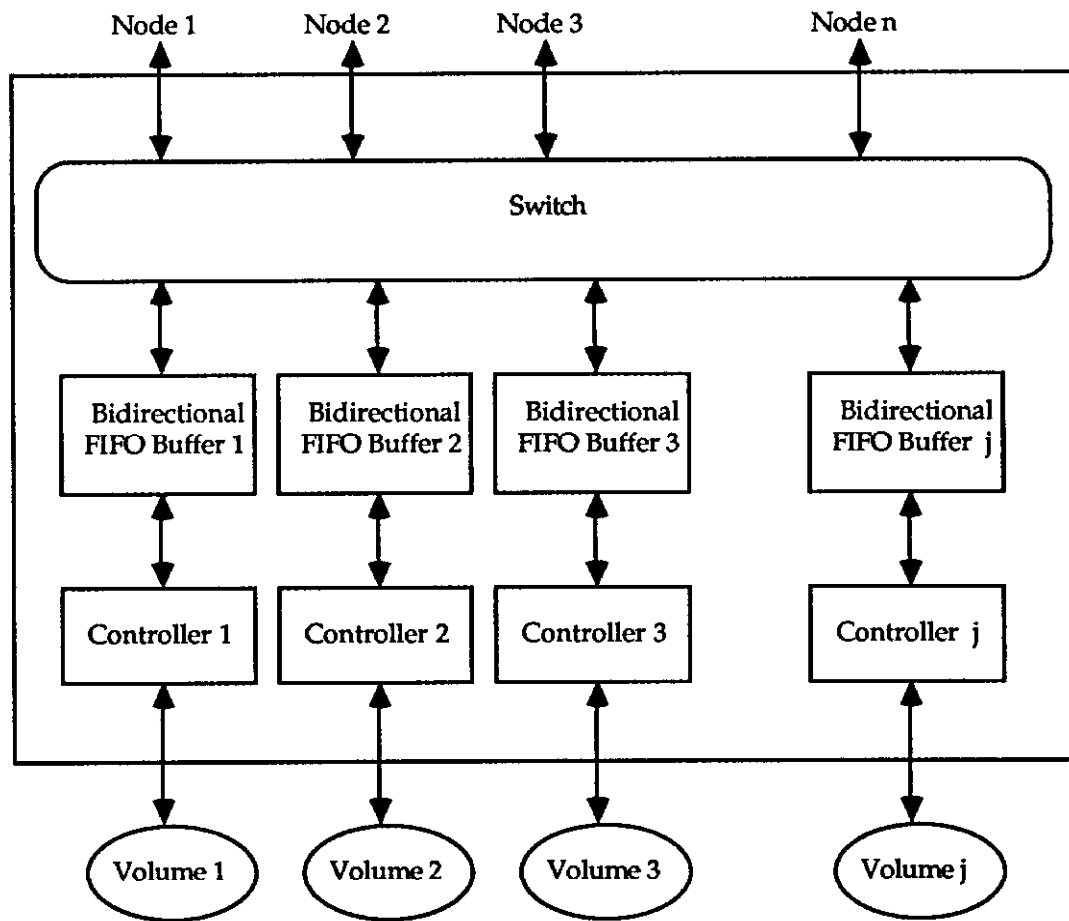 Node 1
Node 2
Node 3
Node n
Switch
Bidirectional
FIFO Buffer 1
Bidirectional
FIFO Buffer 2
Bidirectional
FIFO Buffer 3
Bidirectional
FIFO Buffer j
Controller 1
Controller 2
Controller 3
Controller j
Volume 1
Volume 2
Volume 3
Volume j